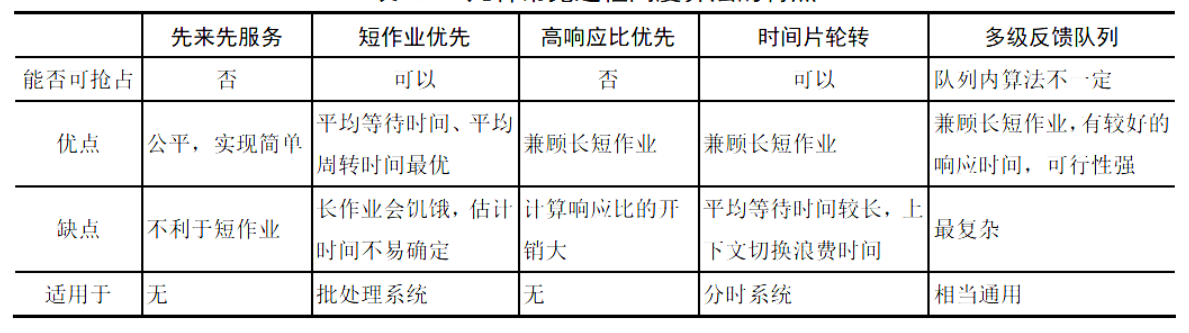 先来先服务 短作业优先 高响应比优先 时间片轮转 多级反馈队列
能否可抢占 否 可以 否 可以 队列内算法不一定
优点 公平，实现简单 平均等待时间、平均周转时间最优 兼顾长短作业 兼顾长短作业 兼顾长短作业，有较好的响应时间，可行性强
缺点 不利于短作业 长作业会饥饿，估计时间不易确定 计算响应比的开销大 平均等待时间较长，上下文切换浪费时间 最复杂
适用于 无 批处理系统 无 分时系统 相当通用